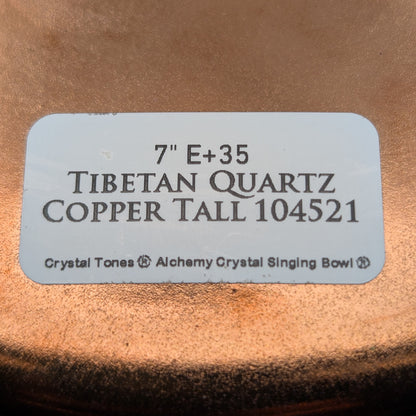 7" E+35
TIBETAN QUARTZ
COPPER TALL 104521
Crystal Tones ® Alchemy Crystal Singing Bowl ®